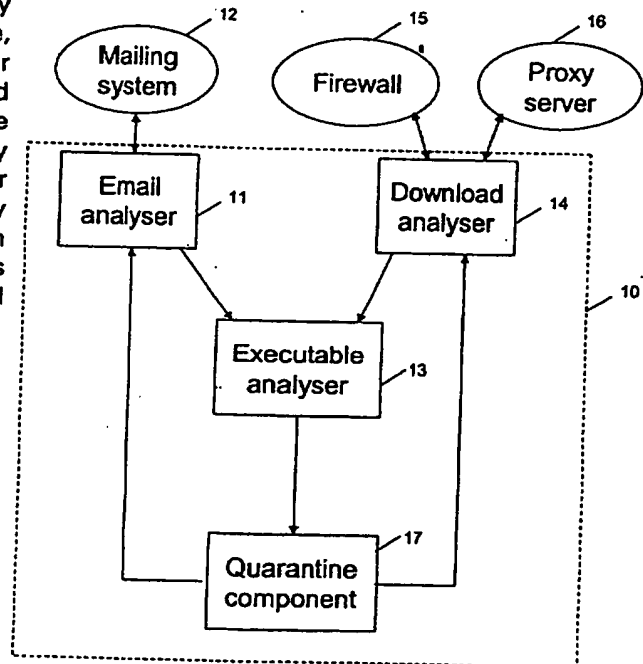 12
15
16
Mailing
system
Firewall
Proxy
server
Email
analyser
11
Download
analyser
14
10
Executable
analyser
13
17
Quarantine
component